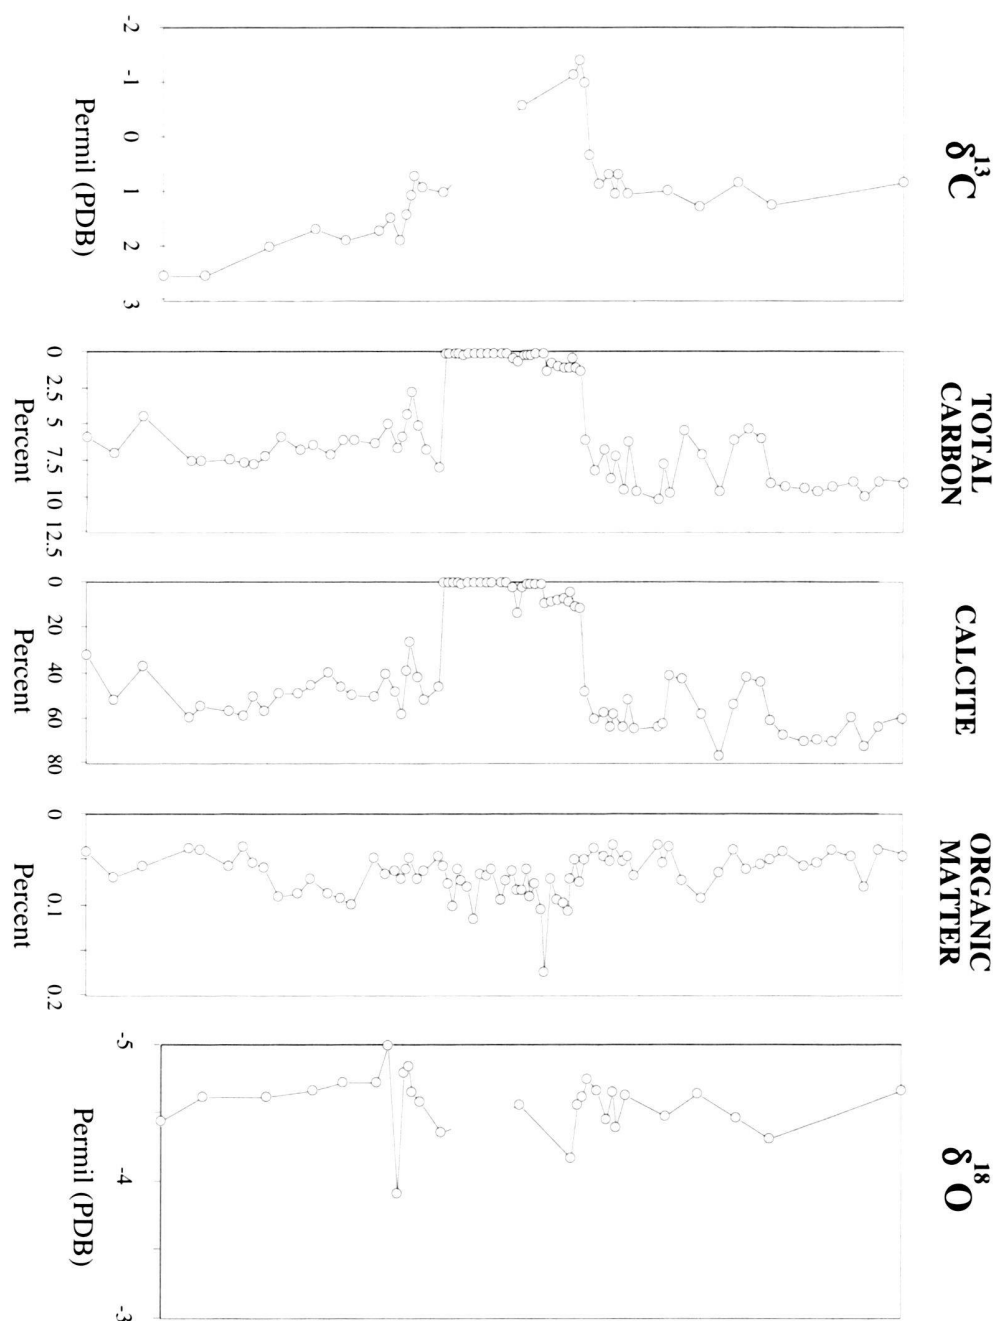 δ¹³C
-2
-1
0
1
2
3
Permil (PDB)
TOTAL
CARBON
0
2.5
5
7.5
10
12.5
Percent
CALCITE
0
20
40
60
80
Percent
ORGANIC
MATTER
0
0.1
0.2
Percent
δ¹⁸O
-5
-4
-3
Permil (PDB)